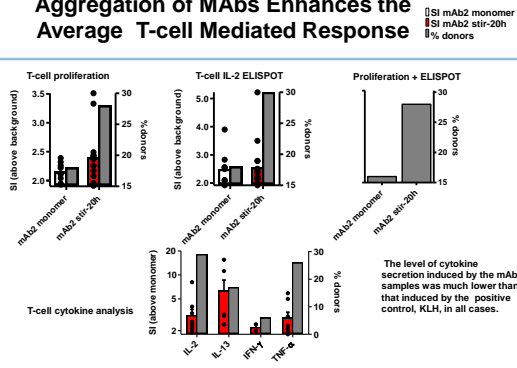 Aggregation of MAbs Enhances the
Average T-cell Mediated Response
SI mAb2 monomer
SI mAb2 stir-20h
% donors
T-cell proliferation
SI (above background)
3.5
3.0
2.5
2.0
30
25
20
15
% donors
mAb2 monomer
mAb2 stir-20h
T-cell IL-2 ELISPOT
SI (above background)
5.0
4.0
3.0
2.0
30
25
20
15
% donors
mAb2 monomer
mAb2 stir-20h
Proliferation + ELISPOT
30
25
20
15
% donors
mAb2 monomer
mAb2 stir-20h
T-cell cytokine analysis
SI (above monomer)
20
10
5
2
30
20
10
0
% donors
IL-2
IL-13
IFN-γ
TNF-α
The level of cytokine
secretion induced by the mAb
samples was much lower than
that induced by the positive
control, KLH, in all cases.